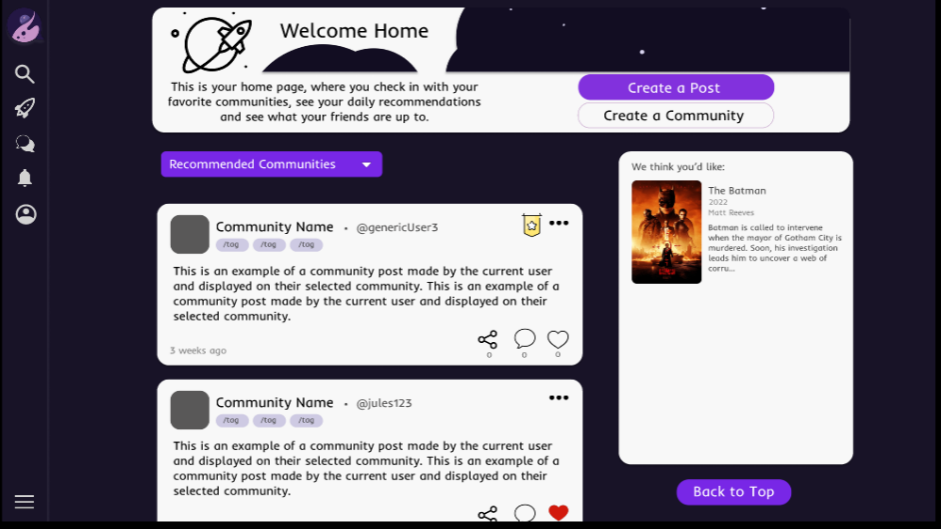 Welcome Home
This is your home page, where you check in with your
favorite communities, see your daily recommendations
and see what your friends are up to.
Create a Post
Create a Community
Recommended Communities
Community Name • @genericUser3
/tag /tag /tag
This is an example of a community post made by the current user
and displayed on their selected community. This is an example of a
community post made by the current user and displayed on their
selected community.
3 weeks ago
0 0 0
Community Name • @jules123
/tag /tag /tag
This is an example of a community post made by the current user
and displayed on their selected community. This is an example of a
community post made by the current user and displayed on their
selected community.
We think you'd like:
The Batman
2022
Matt Reeves
Batman is called to intervene
when the mayor of Gotham City is
murdered. Soon, his investigation
leads him to uncover a web of
corru...
Back to Top